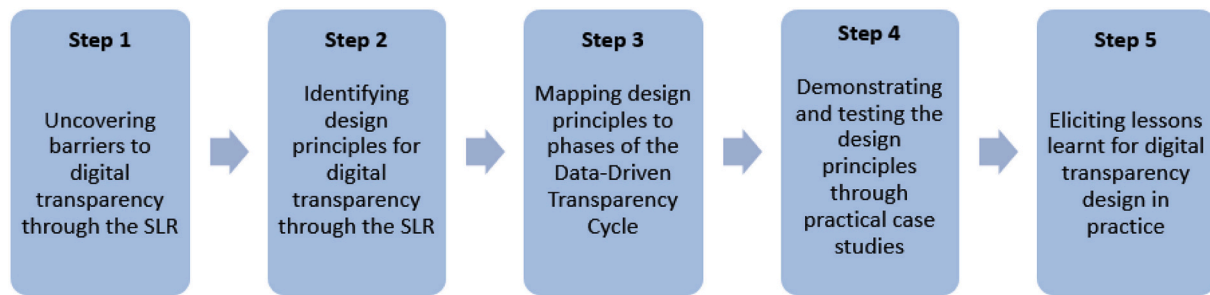 Step 1
Uncovering
barriers to
digital
transparency
through the SLR
Step 2
Identifying
design
principles for
digital
transparency
through the SLR
Step 3
Mapping design
principles to
phases of the
Data-Driven
Transparency
Cycle
Step 4
Demonstrating
and testing the
design
principles
through
practical case
studies
Step 5
Eliciting lessons
learnt for digital
transparency
design in
practice